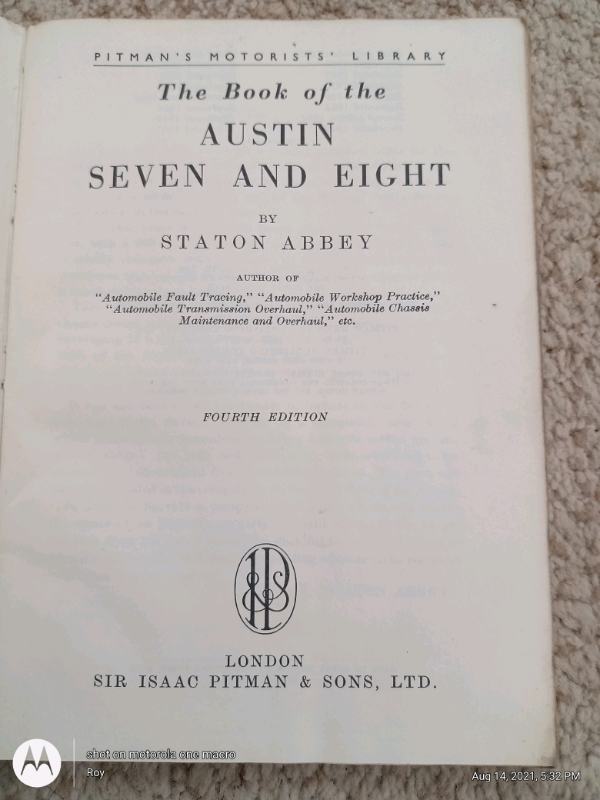 PITMAN'S MOTORISTS' LIBRARY
The Book of the
AUSTIN
SEVEN AND EIGHT
BY
STATON ABBEY
AUTHOR OF
"Automobile Fault Tracing," "Automobile Workshop Practice,"
"Automobile Transmission Overhaul," "Automobile Chassis
Maintenance and Overhaul," etc.
FOURTH EDITION
LONDON
SIR ISAAC PITMAN & SONS, LTD.
shot on motorola one macro
Roy
Aug 14, 2021, 5:32 PM